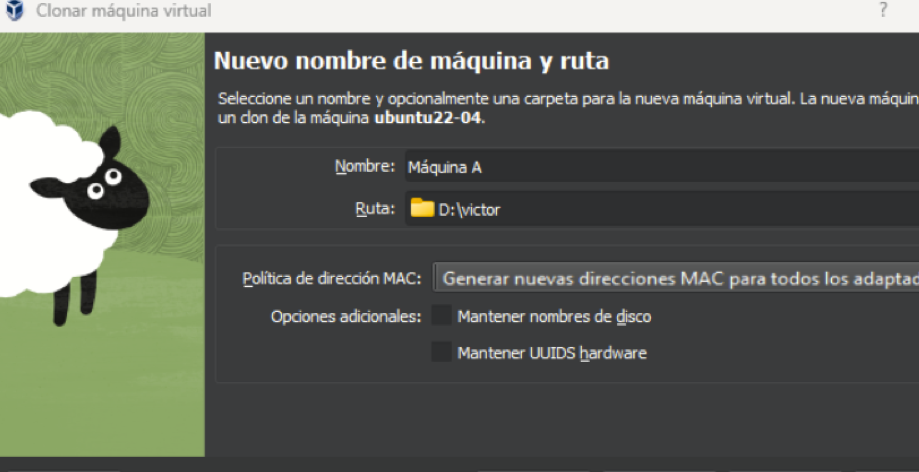 Clonar máquina virtual
?
Nuevo nombre de máquina y ruta
Seleccione un nombre y opcionalmente una carpeta para la nueva máquina virtual. La nueva máquin
un clon de la máquina ubuntu22-04.
Nombre: Máquina A
Ruta: D:\victor
Política de dirección MAC: Generar nuevas direcciones MAC para todos los adaptad
Opciones adicionales: Mantener nombres de disco
Mantener UUIDS hardware